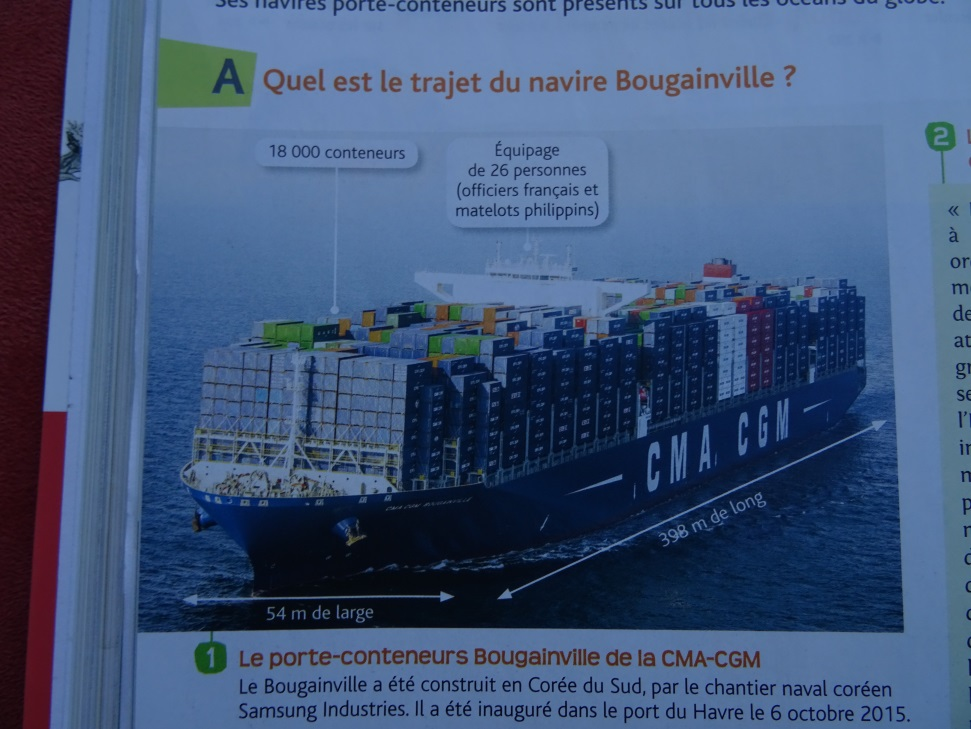 Ses navires porte-conteneurs sont présents sur tous les océans du globe.
A Quel est le trajet du navire Bougainville ?
18 000 conteneurs
Équipage
de 26 personnes
(officiers français et
matelots philippins)
CMA CGM
CMA CGM BOUGAINVILLE
398 m de long
54 m de large
1 Le porte-conteneurs Bougainville de la CMA-CGM
Le Bougainville a été construit en Corée du Sud, par le chantier naval coréen
Samsung Industries. Il a été inauguré dans le port du Havre le 6 octobre 2015.
2
«
à